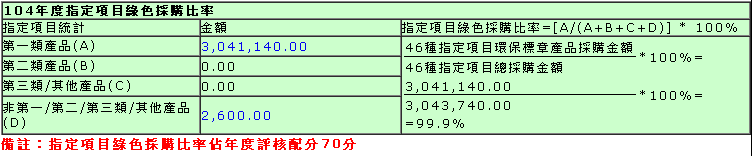 104年度指定項目綠色採購比率
指定項目統計 金額 指定項目綠色採購比率=[A/(A+B+C+D)] * 100%
第一類產品(A) 3,041,140.00
46種指定項目環保標章產品採購金額
*100%=
46種指定項目總採購金額
第二類產品(B) 0.00
第三類/其他產品(C) 0.00
3,041,140.00
*100%=
3,043,740.00
非第一/第二/第三類/其他產品
(D) 2,600.00
=99.9%
備註：指定項目綠色採購比率佔年度評核配分70分